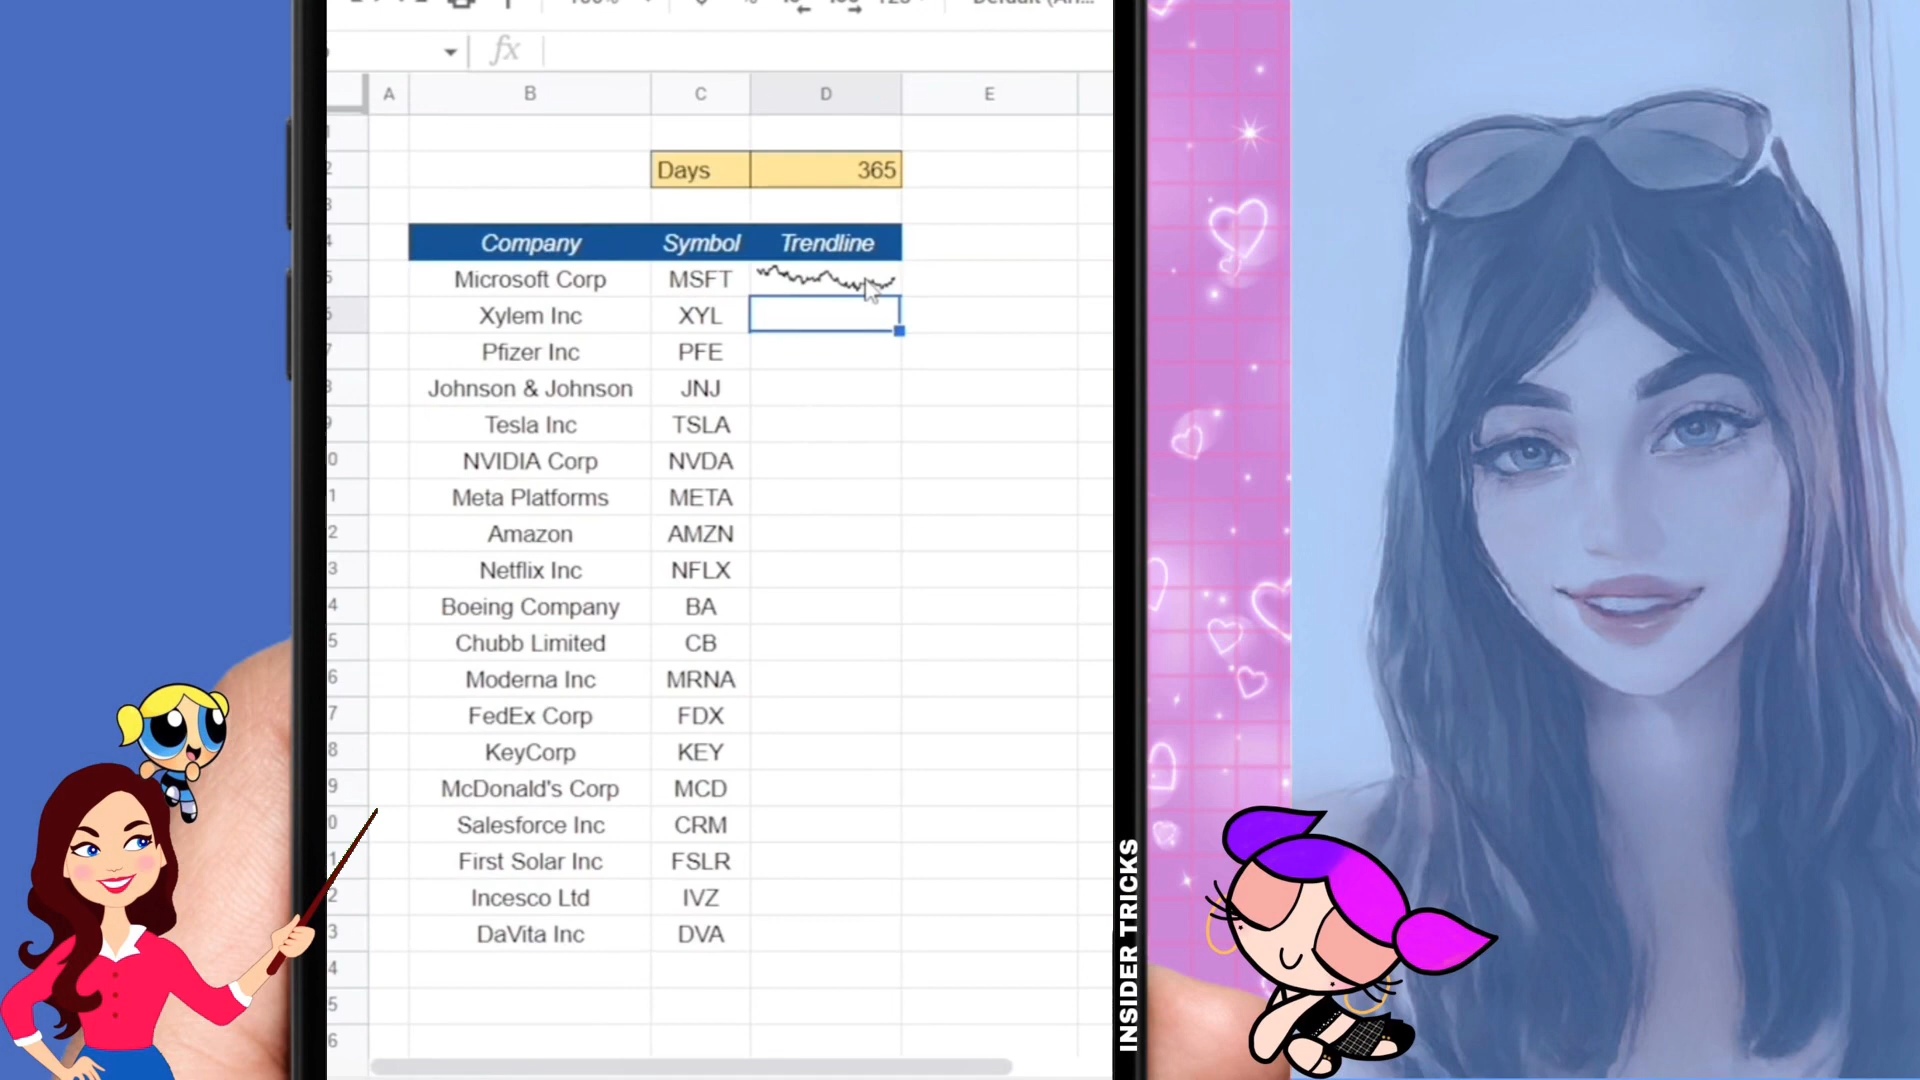 fx
A B C D E
Days 365
Company Symbol Trendline
Microsoft Corp MSFT
Xylem Inc XYL
Pfizer Inc PFE
Johnson & Johnson JNJ
Tesla Inc TSLA
NVIDIA Corp NVDA
Meta Platforms META
Amazon AMZN
Netflix Inc NFLX
Boeing Company BA
Chubb Limited CB
Moderna Inc MRNA
FedEx Corp FDX
KeyCorp KEY
McDonald's Corp MCD
Salesforce Inc CRM
First Solar Inc FSLR
Incesco Ltd IVZ
DaVita Inc DVA
INSIDER TRICKS